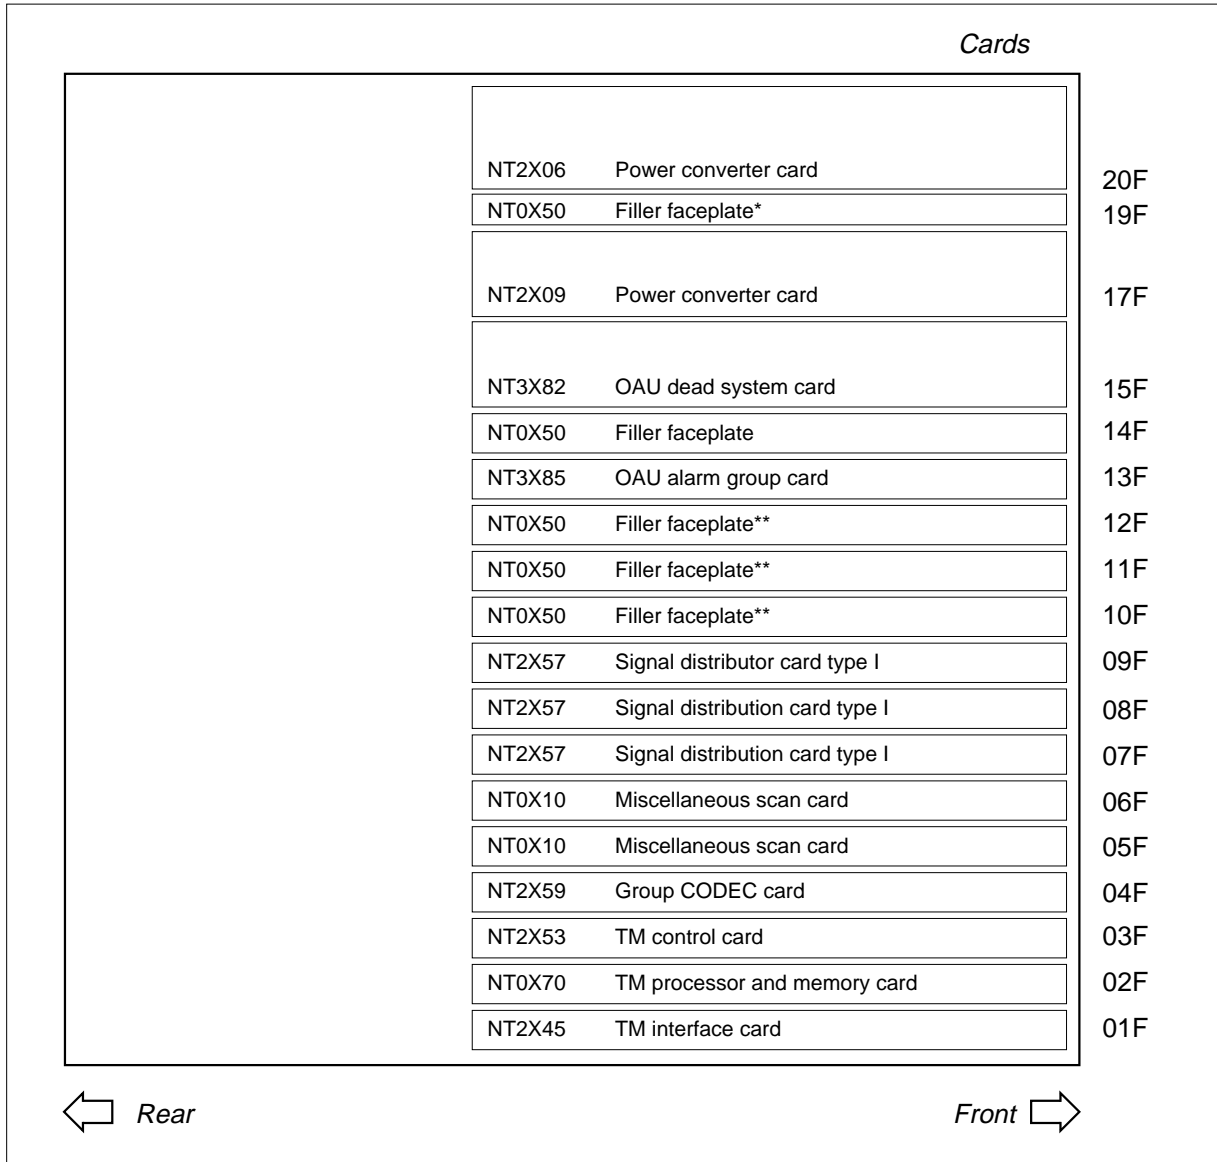 Cards
NT2X06 Power converter card 20F
NT0X50 Filler faceplate* 19F
NT2X09 Power converter card 17F
NT3X82 OAU dead system card 15F
NT0X50 Filler faceplate 14F
NT3X85 OAU alarm group card 13F
NT0X50 Filler faceplate** 12F
NT0X50 Filler faceplate** 11F
NT0X50 Filler faceplate** 10F
NT2X57 Signal distributor card type I 09F
NT2X57 Signal distribution card type I 08F
NT2X57 Signal distribution card type I 07F
NT0X10 Miscellaneous scan card 06F
NT0X10 Miscellaneous scan card 05F
NT2X59 Group CODEC card 04F
NT2X53 TM control card 03F
NT0X70 TM processor and memory card 02F
NT2X45 TM interface card 01F
Rear Front